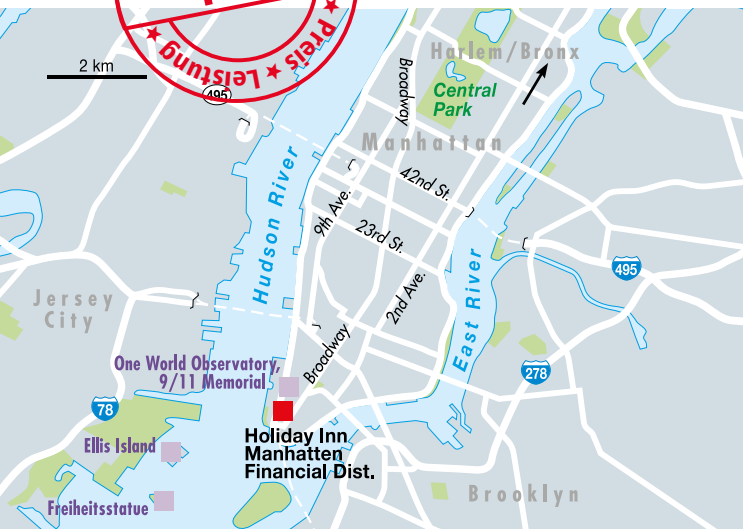 Preis ★ Leistung ★
2 km
495
Harlem/Bronx
Broadway
Central
Park
Manhattan
42nd St.
9th Ave.
23rd St.
Hudson River
2nd Ave.
East River
495
Jersey
City
Broadway
One World Observatory,
9/11 Memorial
278
78
Holiday Inn
Manhatten
Financial Dist.
Ellis Island
Freiheitsstatue
Brooklyn